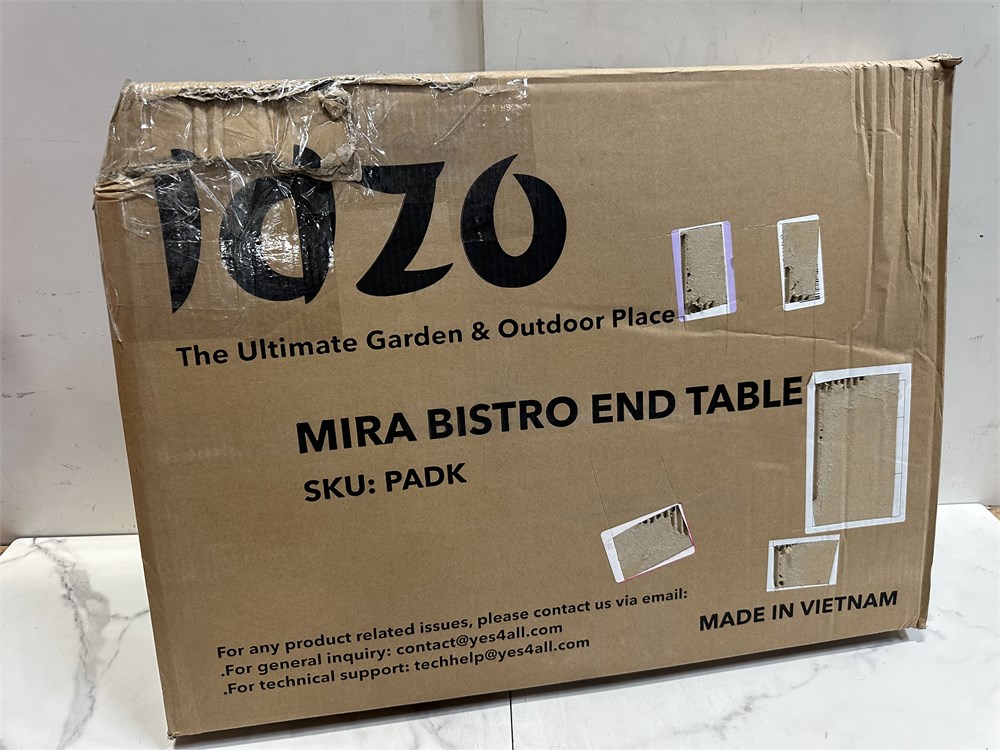 IDZO
The Ultimate Garden & Outdoor Place
MIRA BISTRO END TABLE
SKU: PADK
For any product related issues, please contact us via email:
.For general inquiry: contact@yes4all.com
.For technical support: techhelp@yes4all.com
MADE IN VIETNAM